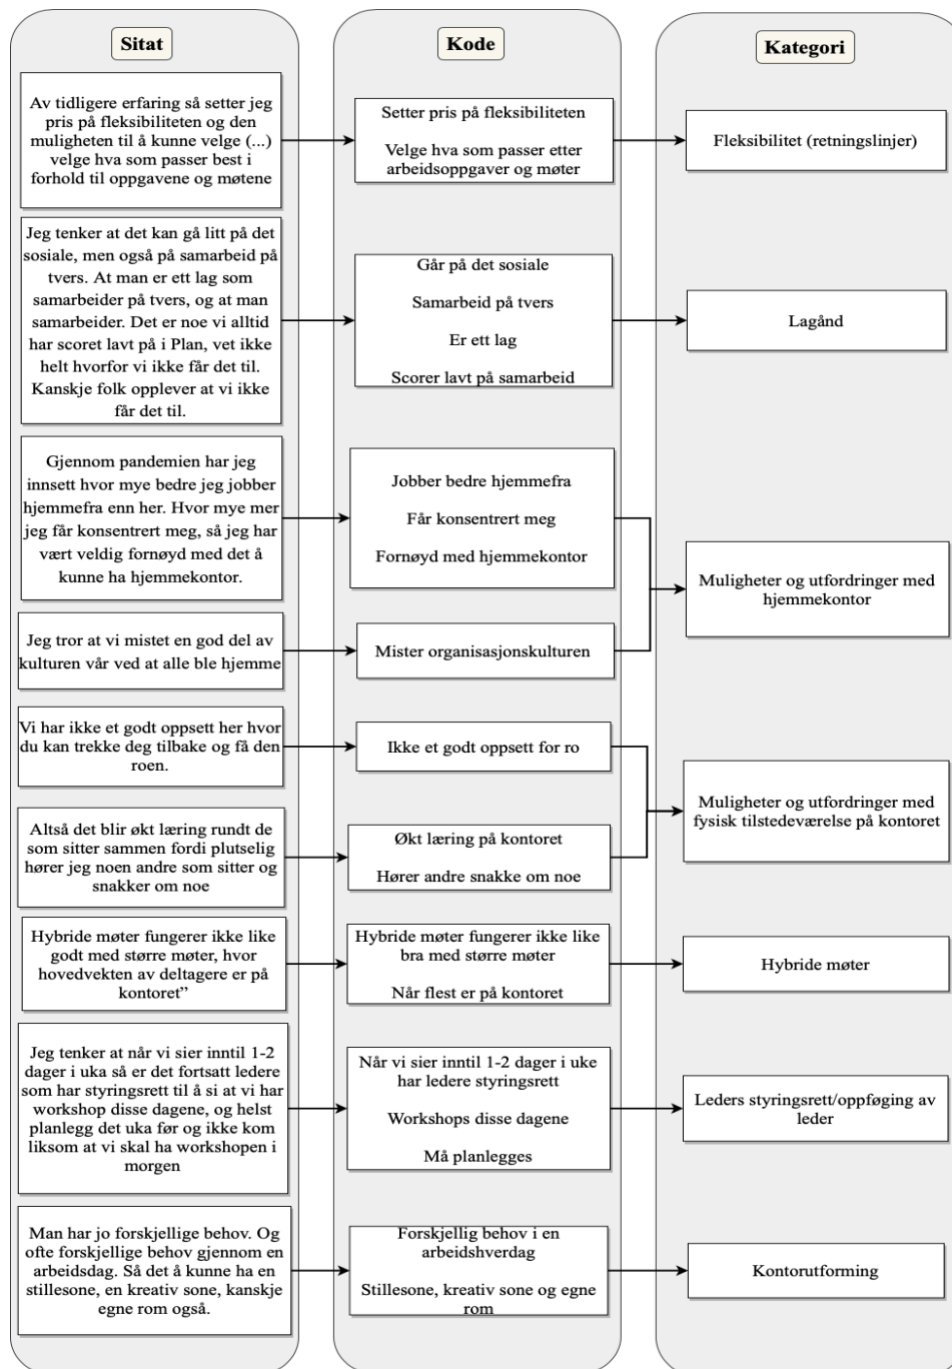 Sitat
Av tidligere erfaring så setter jeg
pris på fleksibiliteten og den
muligheten til å kunne velge (...)
velge hva som passer best i
forhold til oppgavene og møtene
Jeg tenker at det kan gå litt på det
sosiale, men også på samarbeid på
tvers. At man er ett lag som
samarbeider på tvers, og at man
samarbeider. Det er noe vi alltid
har scoret lavt på i Plan, vet ikke
helt hvorfor vi ikke får det til.
Kanskje folk opplever at vi ikke
får det til.
Gjennom pandemien har jeg
innsett hvor mye bedre jeg jobber
hjemmefra enn her. Hvor mye mer
jeg får konsentrert meg, så jeg har
vært veldig fornøyd med det å
kunne ha hjemmekontor.
Jeg tror at vi mistet en god del av
kulturen vår ved at alle ble hjemme
Vi har ikke et godt oppsett her hvor
du kan trekke deg tilbake og få den
roen.
Altså det blir økt læring rundt de
som sitter sammen fordi plutselig
hører jeg noen andre som sitter og
snakker om noe
Hybride møter fungerer ikke like
godt med større møter, hvor
hovedvekten av deltagere er på
kontoret”
Jeg tenker at når vi sier inntil 1-2
dager i uka så er det fortsatt ledere
som har styringsrett til å si at vi har
workshop disse dagene, og helst
planlegg det uka før og ikke kom
liksom at vi skal ha workshopen i
morgen
Man har jo forskjellige behov. Og
ofte forskjellige behov gjennom en
arbeidsdag. Så det å kunne ha en
stillesone, en kreativ sone, kanskje
egne rom også.
Kode
Setter pris på fleksibiliteten
Velge hva som passer etter
arbeidsoppgaver og møter
Går på det sosiale
Samarbeid på tvers
Er ett lag
Scorer lavt på samarbeid
Jobber bedre hjemmefra
Får konsentrert meg
Fornøyd med hjemmekontor
Mister organisasjonskulturen
Ikke et godt oppsett for ro
Økt læring på kontoret
Hører andre snakke om noe
Hybride møter fungerer ikke like
bra med større møter
Når flest er på kontoret
Når vi sier inntil 1-2 dager i uke
har ledere styringsrett
Workshops disse dagene
Må planlegges
Forskjellig behov i en
arbeidshverdag
Stillesone, kreativ sone og egne
rom
Kategori
Fleksibilitet (retningslinjer)
Lagånd
Muligheter og utfordringer med
hjemmekontor
Muligheter og utfordringer med
fysisk tilstedeværelse på kontoret
Hybride møter
Leders styringsrett/oppføging av
leder
Kontorutforming